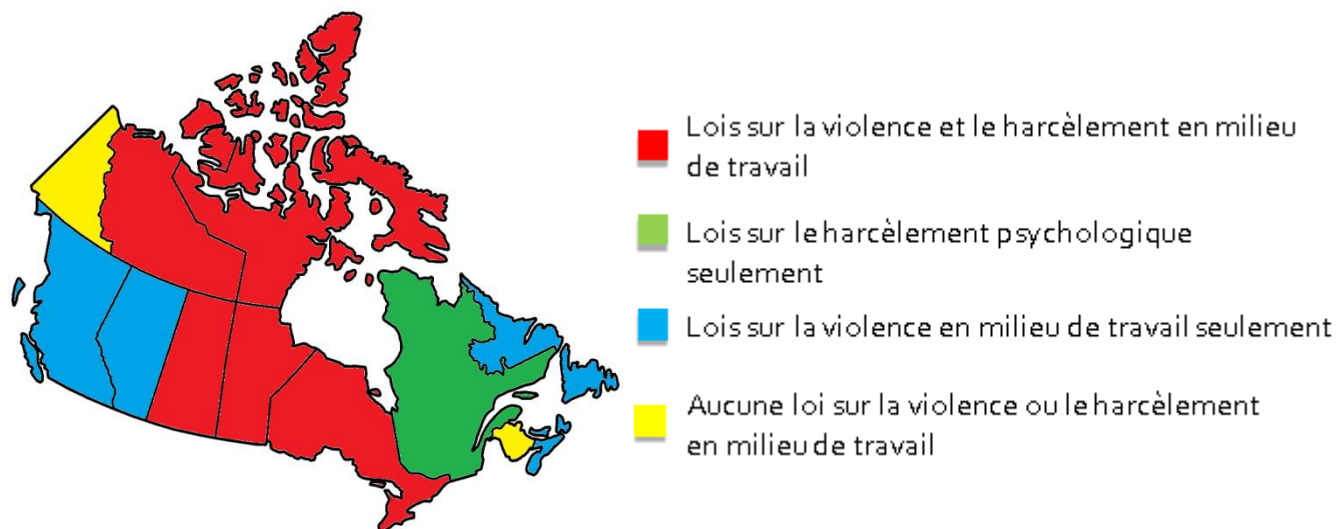 Lois sur la violence et le harcèlement en milieu
de travail
Lois sur le harcèlement psychologique
seulement
Lois sur la violence en milieu de travail seulement
Aucune loi sur la violence ou le harcèlement
en milieu de travail